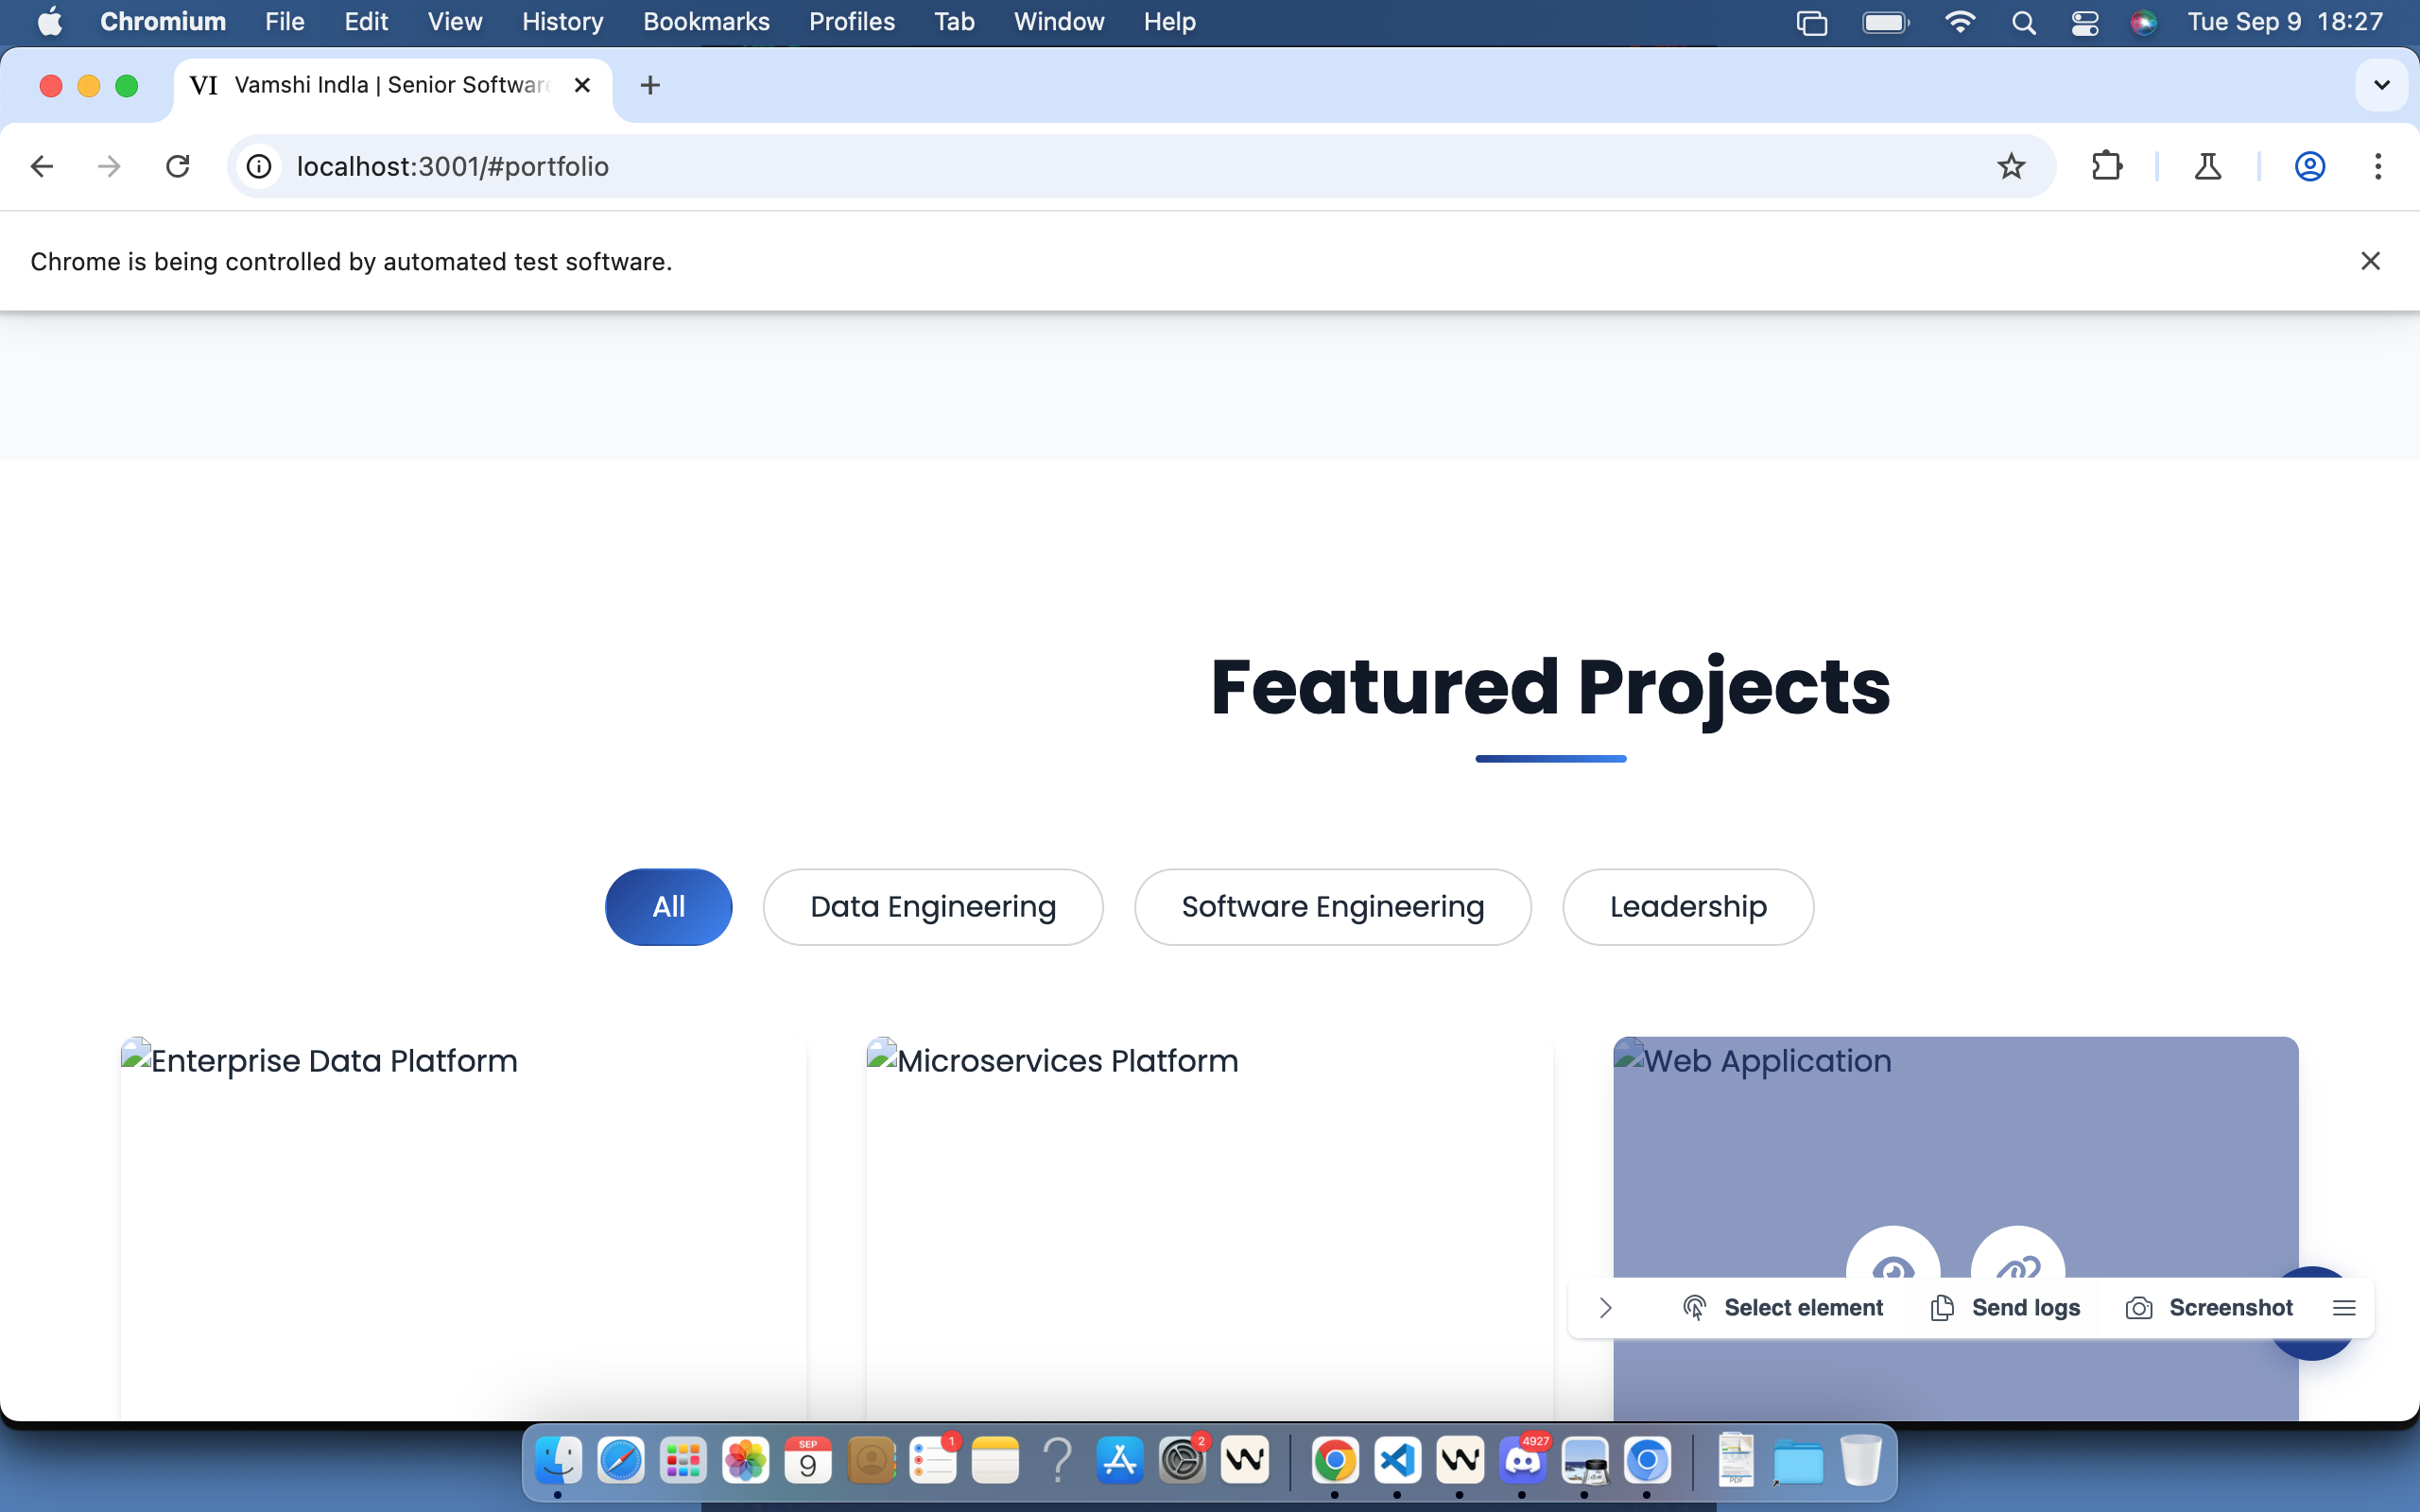 Chromium File Edit View History Bookmarks Profiles Tab Window Help Tue Sep 9 18:27
VI Vamshi Indla | Senior Softwar
localhost:3001/#portfolio
Chrome is being controlled by automated test software.
Featured Projects
All Data Engineering Software Engineering Leadership
Enterprise Data Platform Microservices Platform Web Application
Select element Send logs Screenshot
SEP 9 1 2 4927 PDF